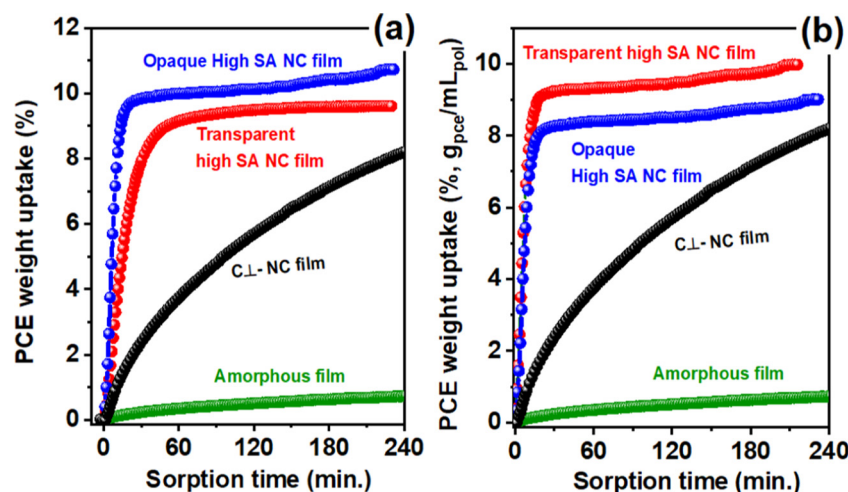 (a)
PCE weight uptake (%)
12
10
8
6
4
2
0
Opaque High SA NC film
Transparent
high SA NC film
C⊥- NC film
Amorphous film
0 60 120 180 240
Sorption time (min.)
(b)
PCE weight uptake (%, g_pce/mL_pol)
10
8
6
4
2
0
Transparent high SA NC film
Opaque
High SA NC film
C⊥- NC film
Amorphous film
0 60 120 180 240
Sorption time (min.)